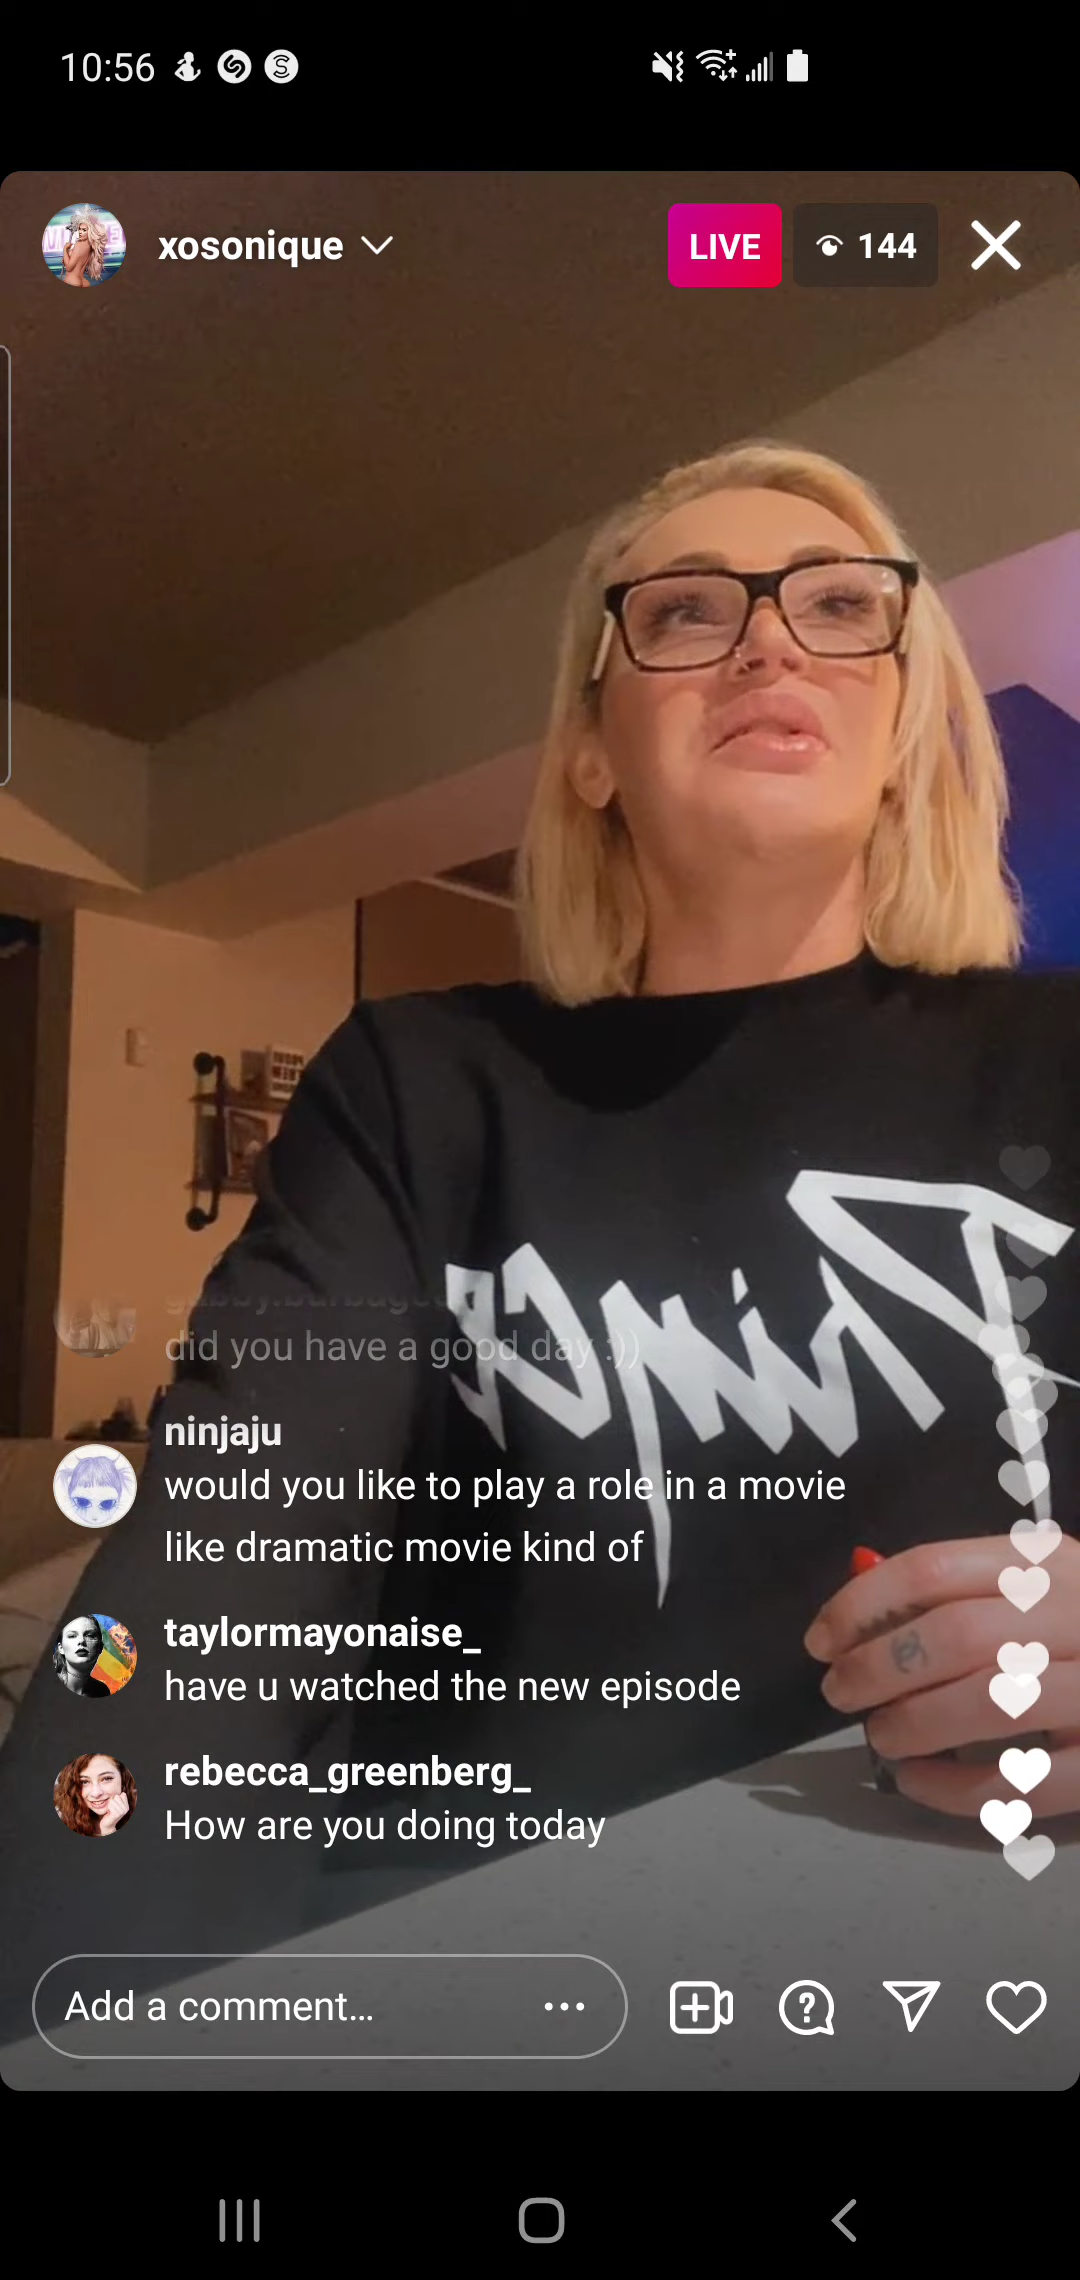 10:56
xosonique
LIVE
144
did you have a good day :))
ninjaju
would you like to play a role in a movie
like dramatic movie kind of
taylormayonaise_
have u watched the new episode
rebecca_greenberg_
How are you doing today
Add a comment...